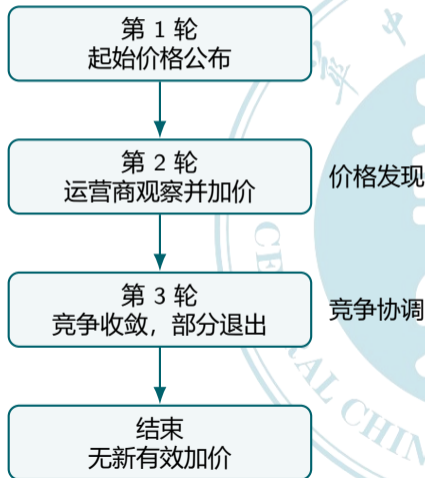 第 1 轮
起始价格公布
第 2 轮
运营商观察并加价
价格发现
第 3 轮
竞争收敛，部分退出
竞争协调
结束
无新有效加价